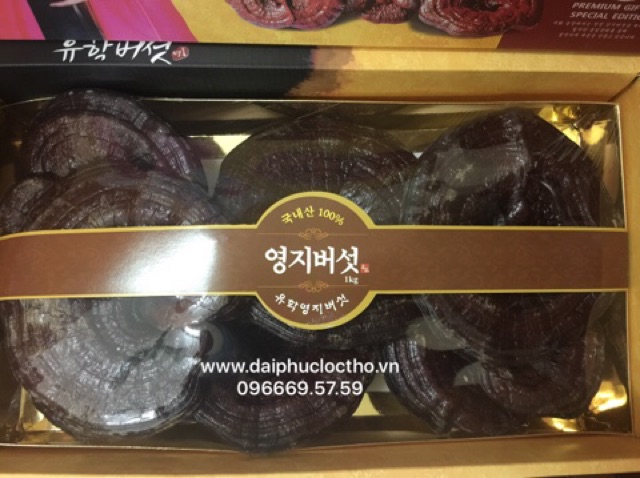 PREMIUM GIF
SPECIAL EDITI
유학버섯
국내산 100%
영지버섯
1kg
유학영지버섯
www.daiphucloctho.vn
096669.57.59